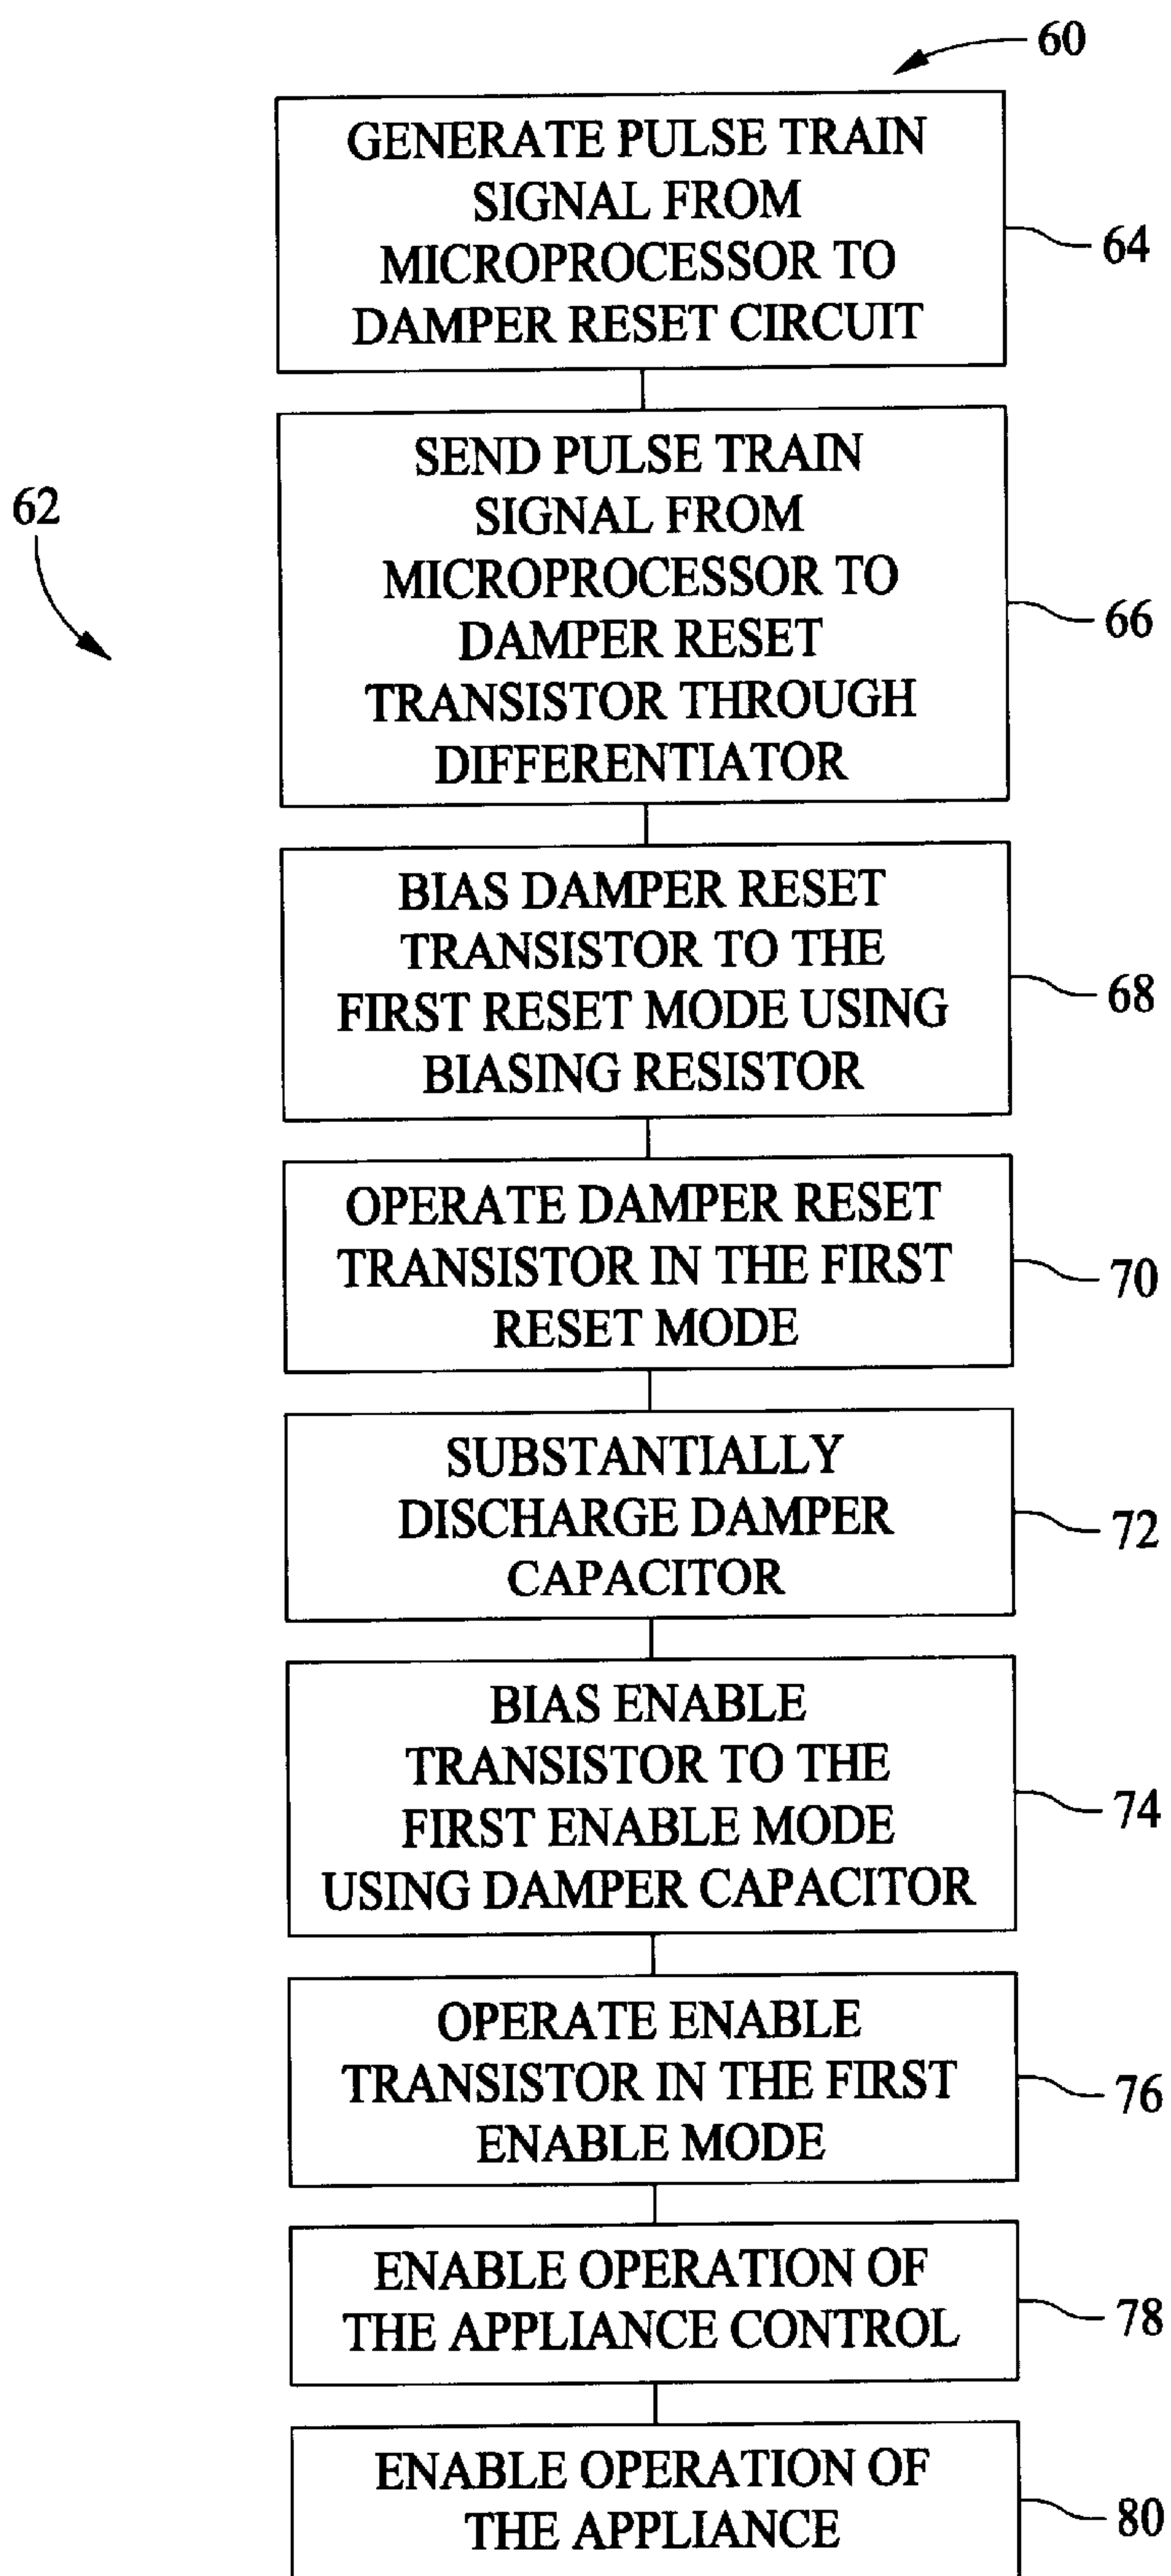 60
GENERATE PULSE TRAIN
SIGNAL FROM
MICROPROCESSOR TO
DAMPER RESET CIRCUIT
64
62
SEND PULSE TRAIN
SIGNAL FROM
MICROPROCESSOR TO
DAMPER RESET
TRANSISTOR THROUGH
DIFFERENTIATOR
66
BIAS DAMPER RESET
TRANSISTOR TO THE
FIRST RESET MODE USING
BIASING RESISTOR
68
OPERATE DAMPER RESET
TRANSISTOR IN THE FIRST
RESET MODE
70
SUBSTANTIALLY
DISCHARGE DAMPER
CAPACITOR
72
BIAS ENABLE
TRANSISTOR TO THE
FIRST ENABLE MODE
USING DAMPER CAPACITOR
74
OPERATE ENABLE
TRANSISTOR IN THE FIRST
ENABLE MODE
76
ENABLE OPERATION OF
THE APPLIANCE CONTROL
78
ENABLE OPERATION OF
THE APPLIANCE
80